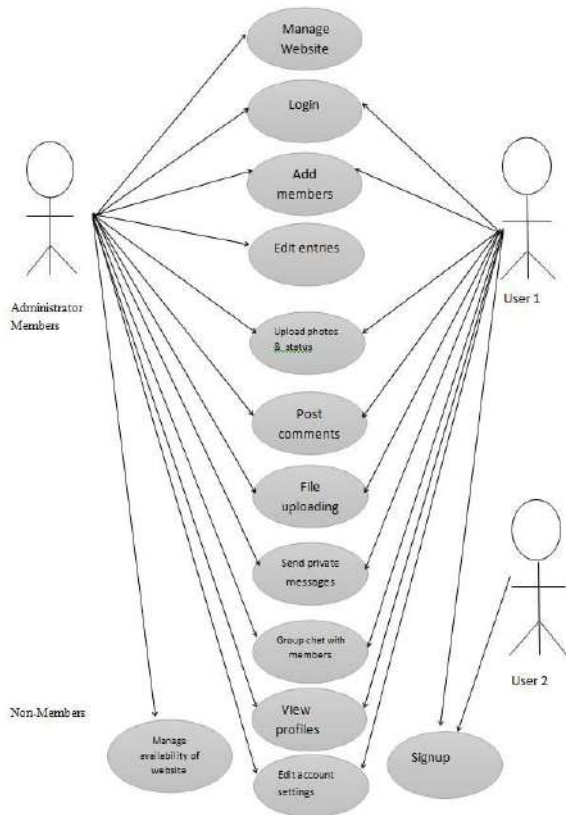 Manage
Website
Login
Add
members
Edit entries
Administrator
Members
User 1
Upload photos
& status
Post
comments
File
uploading
Send private
messages
Group chat with
members
User 2
Non-Members
View
profiles
Manage
availability of
website
Signup
Edit account
settings